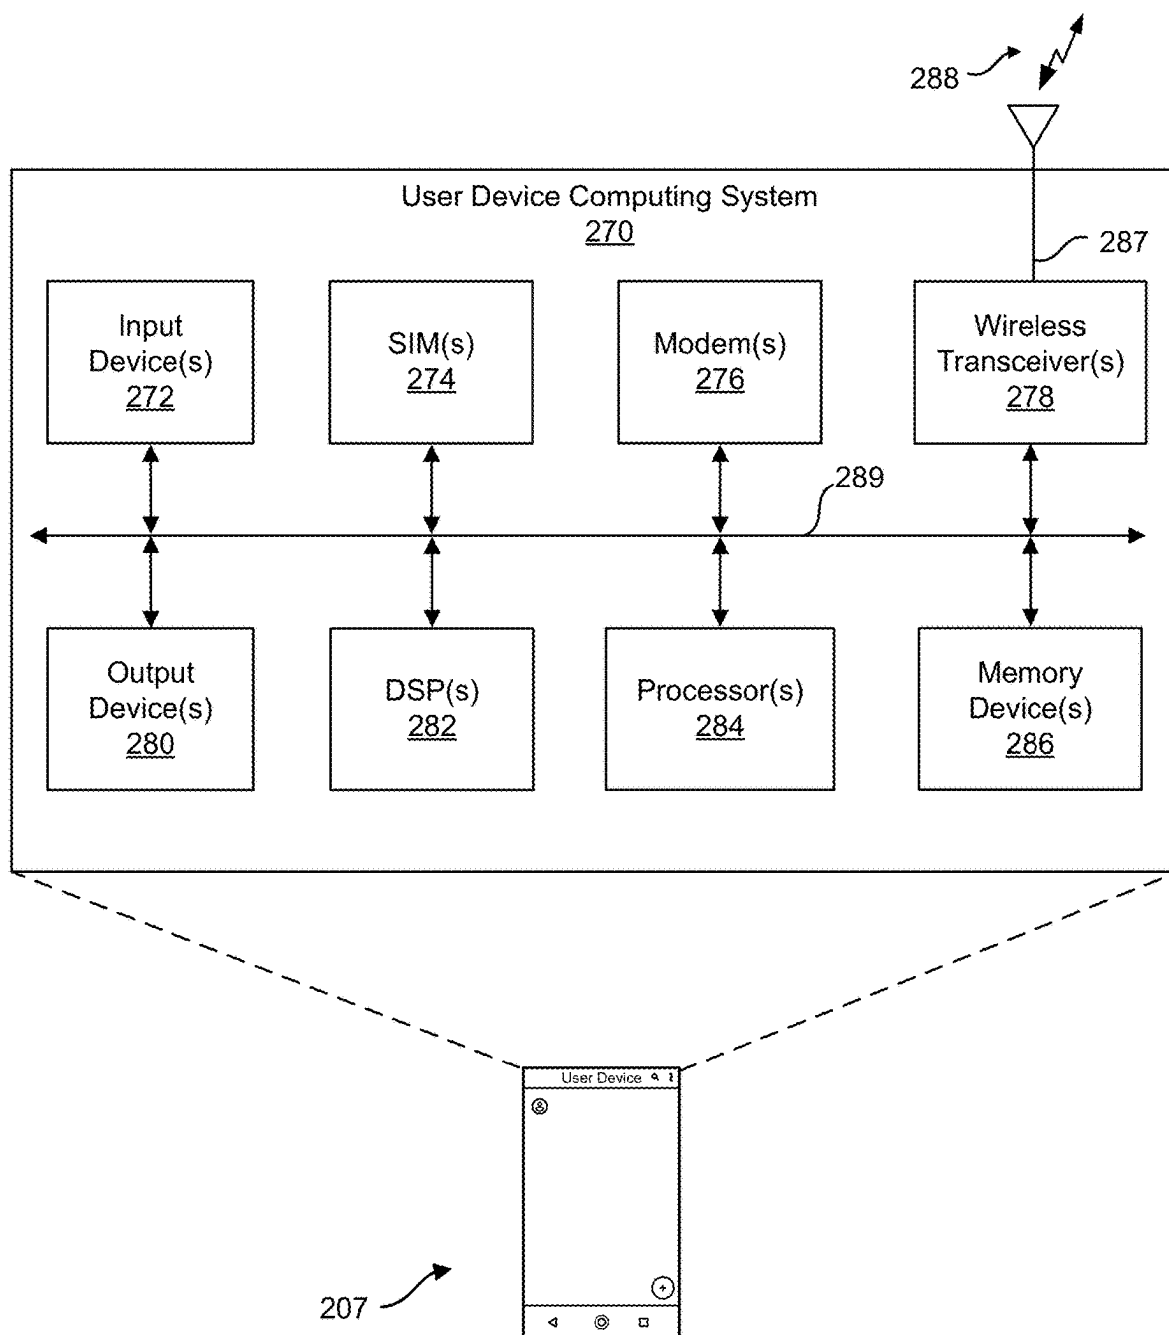 288
User Device Computing System
270
287
Input
Device(s)
272
SIM(s)
274
Modem(s)
276
Wireless
Transceiver(s)
278
289
Output
Device(s)
280
DSP(s)
282
Processor(s)
284
Memory
Device(s)
286
User Device
207